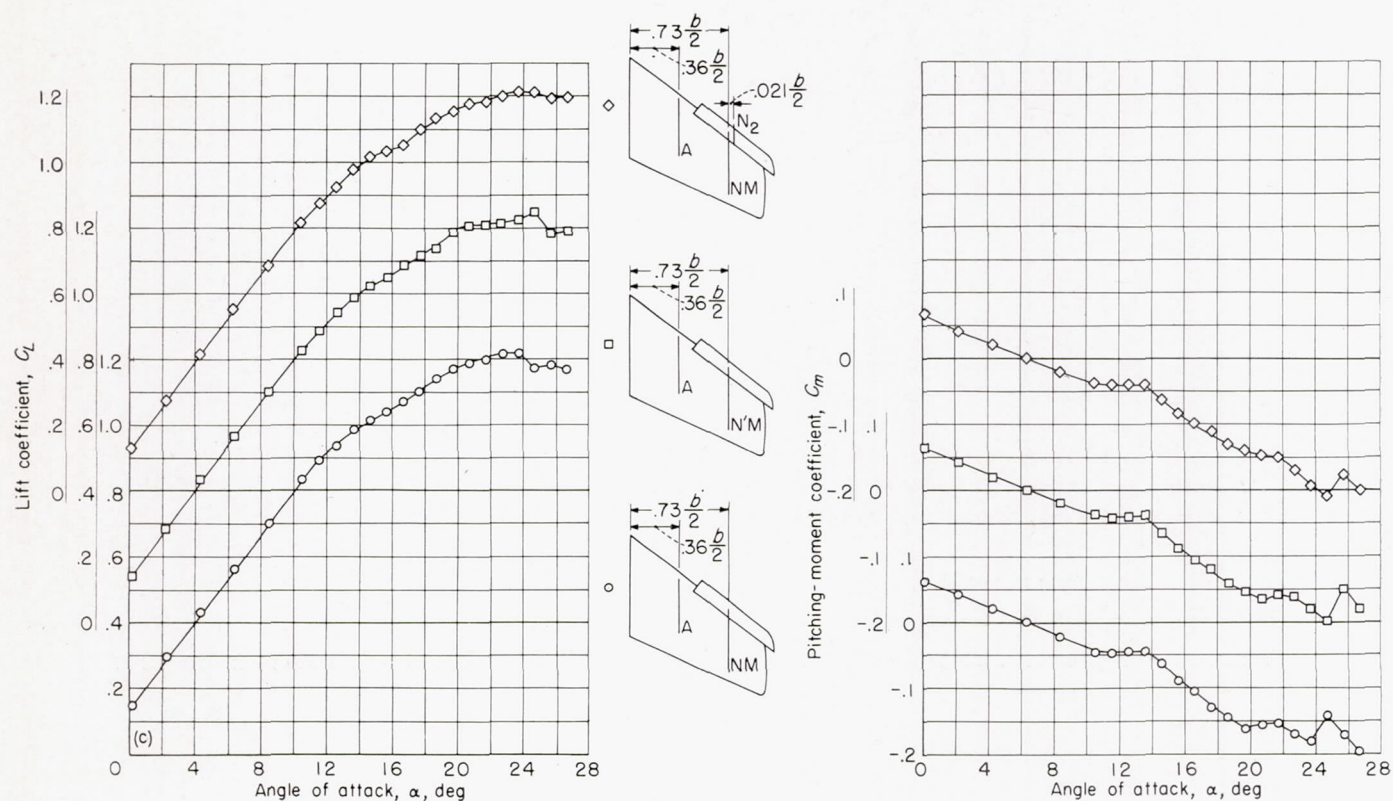 Lift coefficient, C_L
1.2
1.0
.8 1.2
.6 1.0
.4 .8 1.2
.2 .6 1.0
0 .4 .8
.2 .6
0 .4
.2
(c)
0 4 8 12 16 20 24 28
Angle of attack, α, deg
.73 b/2
.36 b/2
.021 b/2
N₂
A
NM
.73 b/2
.36 b/2
A
N'M
.73 b/2
.36 b/2
A
NM
Pitching-moment coefficient, C_m
.1
0
-.1 .1
-.2 0
-.1 .1
-.2 0
-.1
-.2
0 4 8 12 16 20 24 28
Angle of attack, α, deg